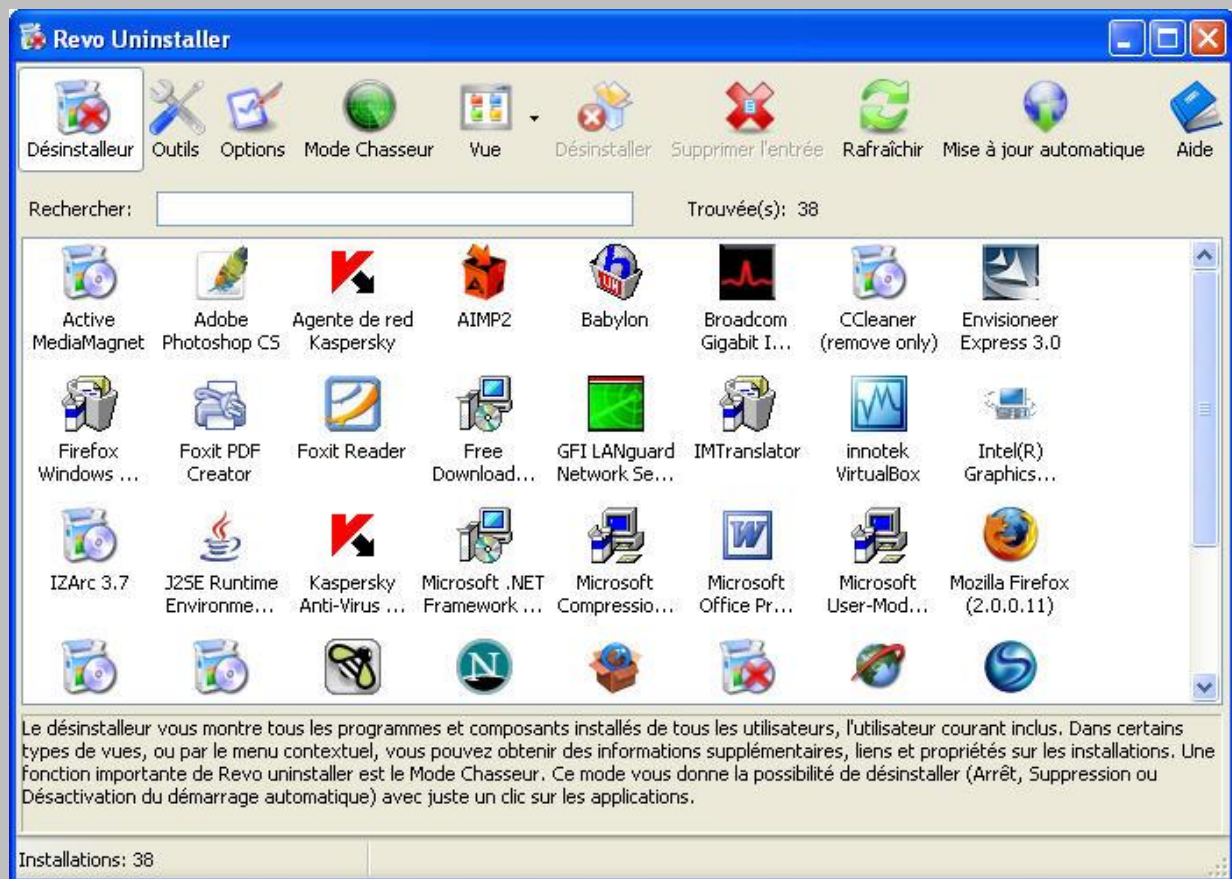 Revo Uninstaller
Désinstalleur Outils Options Mode Chasseur Vue Désinstaller Supprimer l'entrée Rafraîchir Mise à jour automatique Aide
Rechercher: Trouvée(s): 38
Active MediaMagnet
Adobe Photoshop CS
Agente de red Kaspersky
AIMP2
Babylon
Broadcom Gigabit I...
CCleaner (remove only)
Envisioneer Express 3.0
Firefox Windows ...
Foxit PDF Creator
Foxit Reader
Free Download...
GFI LANguard Network Se...
IMTranslator
innotek VirtualBox
Intel(R) Graphics...
IZArc 3.7
J2SE Runtime Environme...
Kaspersky Anti-Virus ...
Microsoft .NET Framework ...
Microsoft Compressio...
Microsoft Office Pr...
Microsoft User-Mod...
Mozilla Firefox (2.0.0.11)
Le désinstalleur vous montre tous les programmes et composants installés de tous les utilisateurs, l'utilisateur courant inclus. Dans certains
types de vues, ou par le menu contextuel, vous pouvez obtenir des informations supplémentaires, liens et propriétés sur les installations. Une
fonction importante de Revo uninstaller est le Mode Chasseur. Ce mode vous donne la possibilité de désinstaller (Arrêt, Suppression ou
Désactivation du démarrage automatique) avec juste un clic sur les applications.
Installations: 38